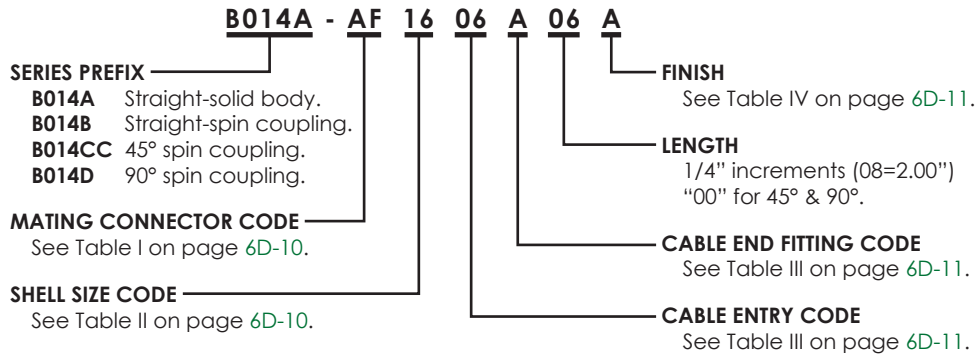 B014A - AF 16 06 A 06 A
SERIES PREFIX
B014A Straight-solid body.
B014B Straight-spin coupling.
B014CC 45° spin coupling.
B014D 90° spin coupling.
MATING CONNECTOR CODE
See Table I on page 6D-10.
SHELL SIZE CODE
See Table II on page 6D-10.
FINISH
See Table IV on page 6D-11.
LENGTH
1/4” increments (08=2.00”)
“00” for 45° & 90°.
CABLE END FITTING CODE
See Table III on page 6D-11.
CABLE ENTRY CODE
See Table III on page 6D-11.